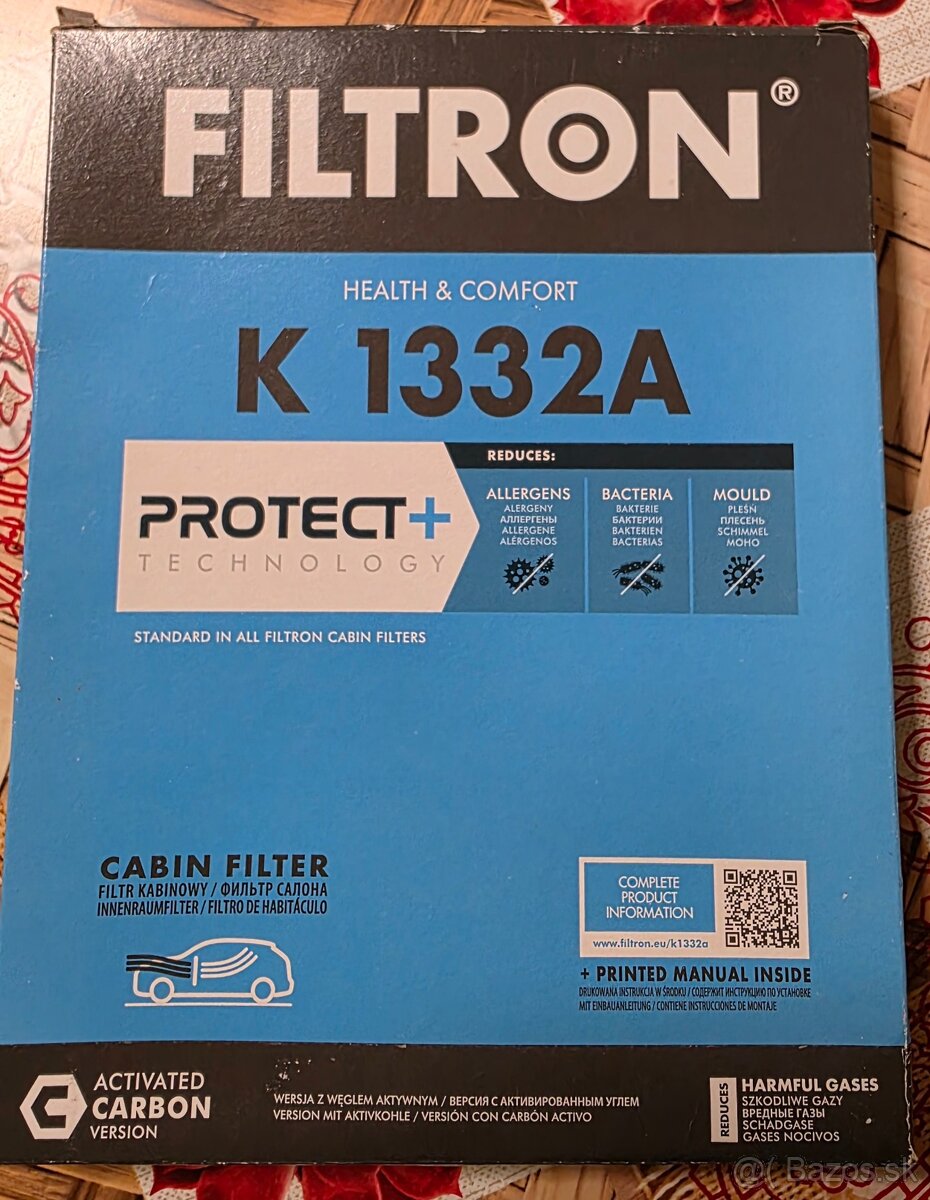 FILTRON®
HEALTH & COMFORT
K 1332A
PROTECT+
TECHNOLOGY
REDUCES:
ALLERGENS
ALERGENY
АЛЛЕРГЕНЫ
ALLERGENE
ALÉRGENOS
BACTERIA
BAKTERIE
БАКТЕРИИ
BAKTERIEN
BACTERIAS
MOULD
PLEŚŃ
ПЛЕСЕНЬ
SCHIMMEL
MOHO
STANDARD IN ALL FILTRON CABIN FILTERS
CABIN FILTER
FILTR KABINOWY / ФИЛЬТР САЛОНА
INNENRAUMFILTER / FILTRO DE HABITÁCULO
COMPLETE
PRODUCT
INFORMATION
www.filtron.eu/k1332a
+ PRINTED MANUAL INSIDE
DRUKOWANA INSTRUKCJA W ŚRODKU / СОДЕРЖИТ ИНСТРУКЦИЮ ПО УСТАНОВКЕ
MIT EINBAUANLEITUNG / CONTIENE INSTRUCCIONES DE MONTAJE
ACTIVATED
CARBON
VERSION
WERSJA Z WĘGLEM AKTYWNYM / ВЕРСИЯ С АКТИВИРОВАННЫМ УГЛЕМ
VERSION MIT AKTIVKOHLE / VERSIÓN CON CARBÓN ACTIVO
REDUCES
HARMFUL GASES
SZKODLIWE GAZY
ВРЕДНЫЕ ГАЗЫ
SCHADGASE
GASES NOCIVOS
@( Bazos.sk